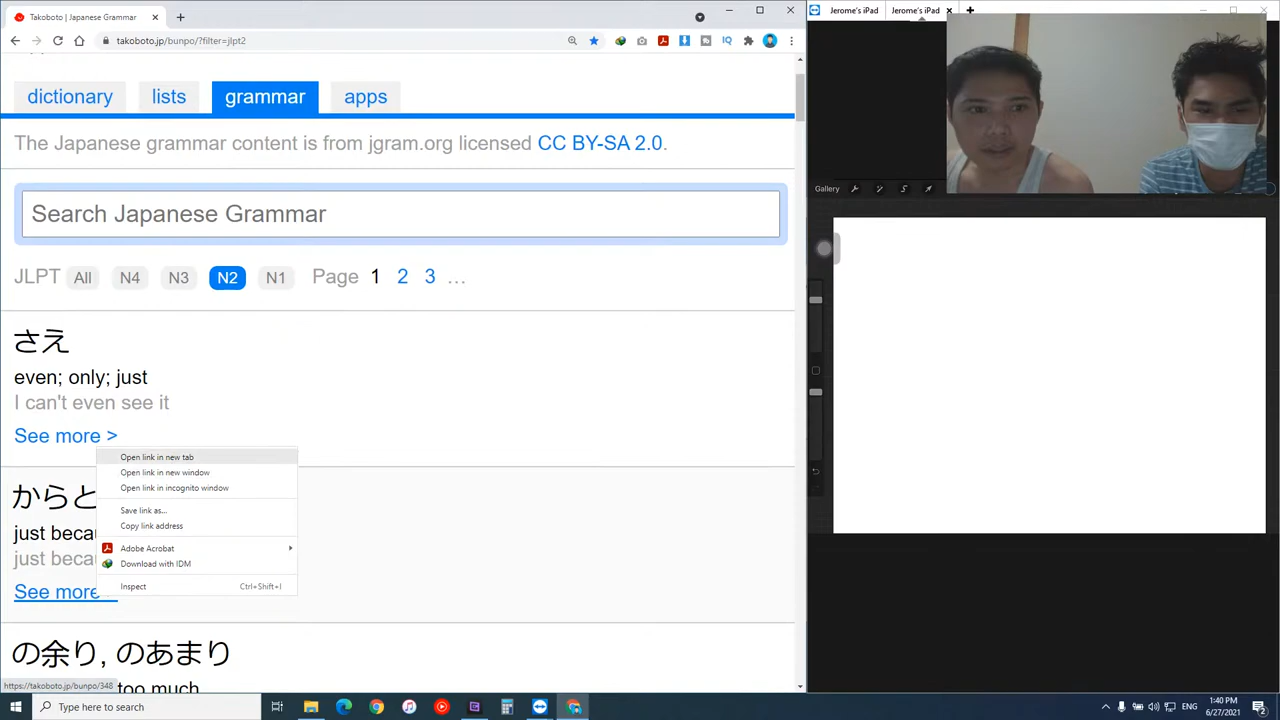 Takoboto | Japanese Grammar
takoboto.jp/bunpo/?filter=jlpt2
dictionary
lists
grammar
apps
The Japanese grammar content is from jgram.org licensed CC BY-SA 2.0.
Search Japanese Grammar
JLPT All N4 N3 N2 N1 Page 1 2 3 ...
さえ
even; only; just
I can't even see it
See more >
Open link in new tab
Open link in new window
Open link in incognito window
Save link as...
Copy link address
Adobe Acrobat
Download with IDM
Inspect Ctrl+Shift+I
からと
just beca
just beca
See more
の余り, のあまり
too much
https://takoboto.jp/bunpo/348
Jerome's iPad
Jerome's iPad
Gallery
Type here to search
ENG
1:40 PM
6/27/2021
2